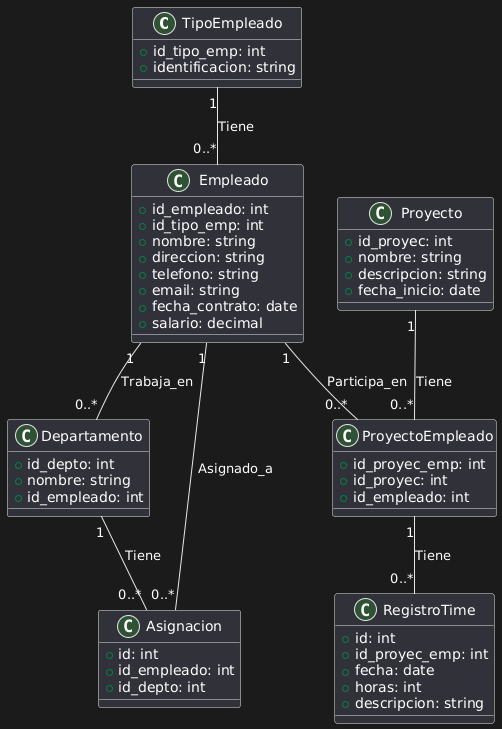 C TipoEmpleado
id_tipo_emp: int
identificacion: string
1
Tiene
0..*
C Empleado
id_empleado: int
id_tipo_emp: int
nombre: string
direccion: string
telefono: string
email: string
fecha_contrato: date
salario: decimal
C Proyecto
id_proyec: int
nombre: string
descripcion: string
fecha_inicio: date
1
1
1
1
Trabaja_en
Participa_en
Tiene
0..*
0..*
0..*
C Departamento
id_depto: int
nombre: string
id_empleado: int
Asignado_a
C ProyectoEmpleado
id_proyec_emp: int
id_proyec: int
id_empleado: int
1
Tiene
0..*
0..*
1
Tiene
0..*
C Asignacion
id: int
id_empleado: int
id_depto: int
C RegistroTime
id: int
id_proyec_emp: int
fecha: date
horas: int
descripcion: string